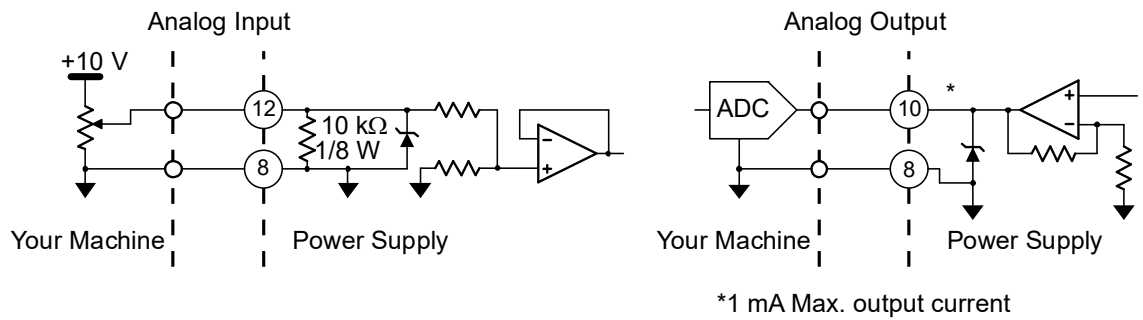 Analog Input
+10 V
12
10 kΩ
1/8 W
-
+
8
Your Machine
Power Supply
Analog Output
ADC
10
*
+
-
8
Your Machine
Power Supply
*1 mA Max. output current